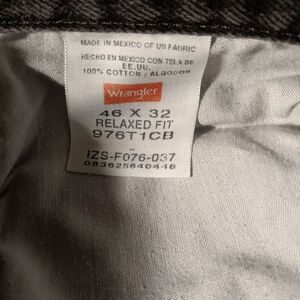 MADE IN MEXICO OF US FABRIC
HECHO EN MEXICO CON TELA DE
EE.UU.
100% COTTON / ALGODON
Wrangler
46 X 32
RELAXED FIT
976T1CB
IZS-F076-037
083625640448